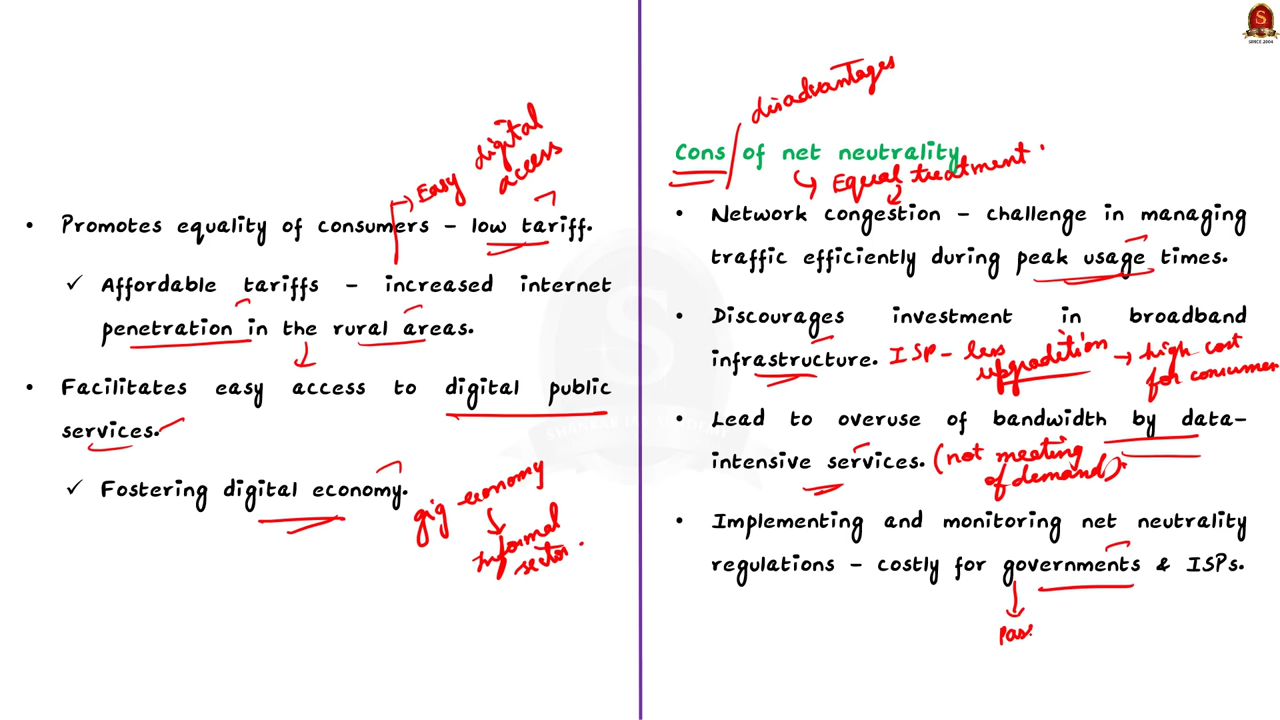 Easy digital
access
• Promotes equality of consumers – low tariff.
✓ Affordable tariffs – increased internet
penetration in the rural areas.
• Facilitates easy access to digital public
services.
✓ Fostering digital economy.
gig economy
Informal
sector.
S
SINCE 2004
disadvantages
Cons / of net neutrality
Equal treatment.
• Network congestion – challenge in managing
traffic efficiently during peak usage times.
• Discourages investment in broadband
infrastructure. ISP – less
upgradetion → high cost
for consumer
• Lead to overuse of bandwidth by data-
intensive services. (not meeting
of demand).
• Implementing and monitoring net neutrality
regulations – costly for governments & ISPs.
Pas